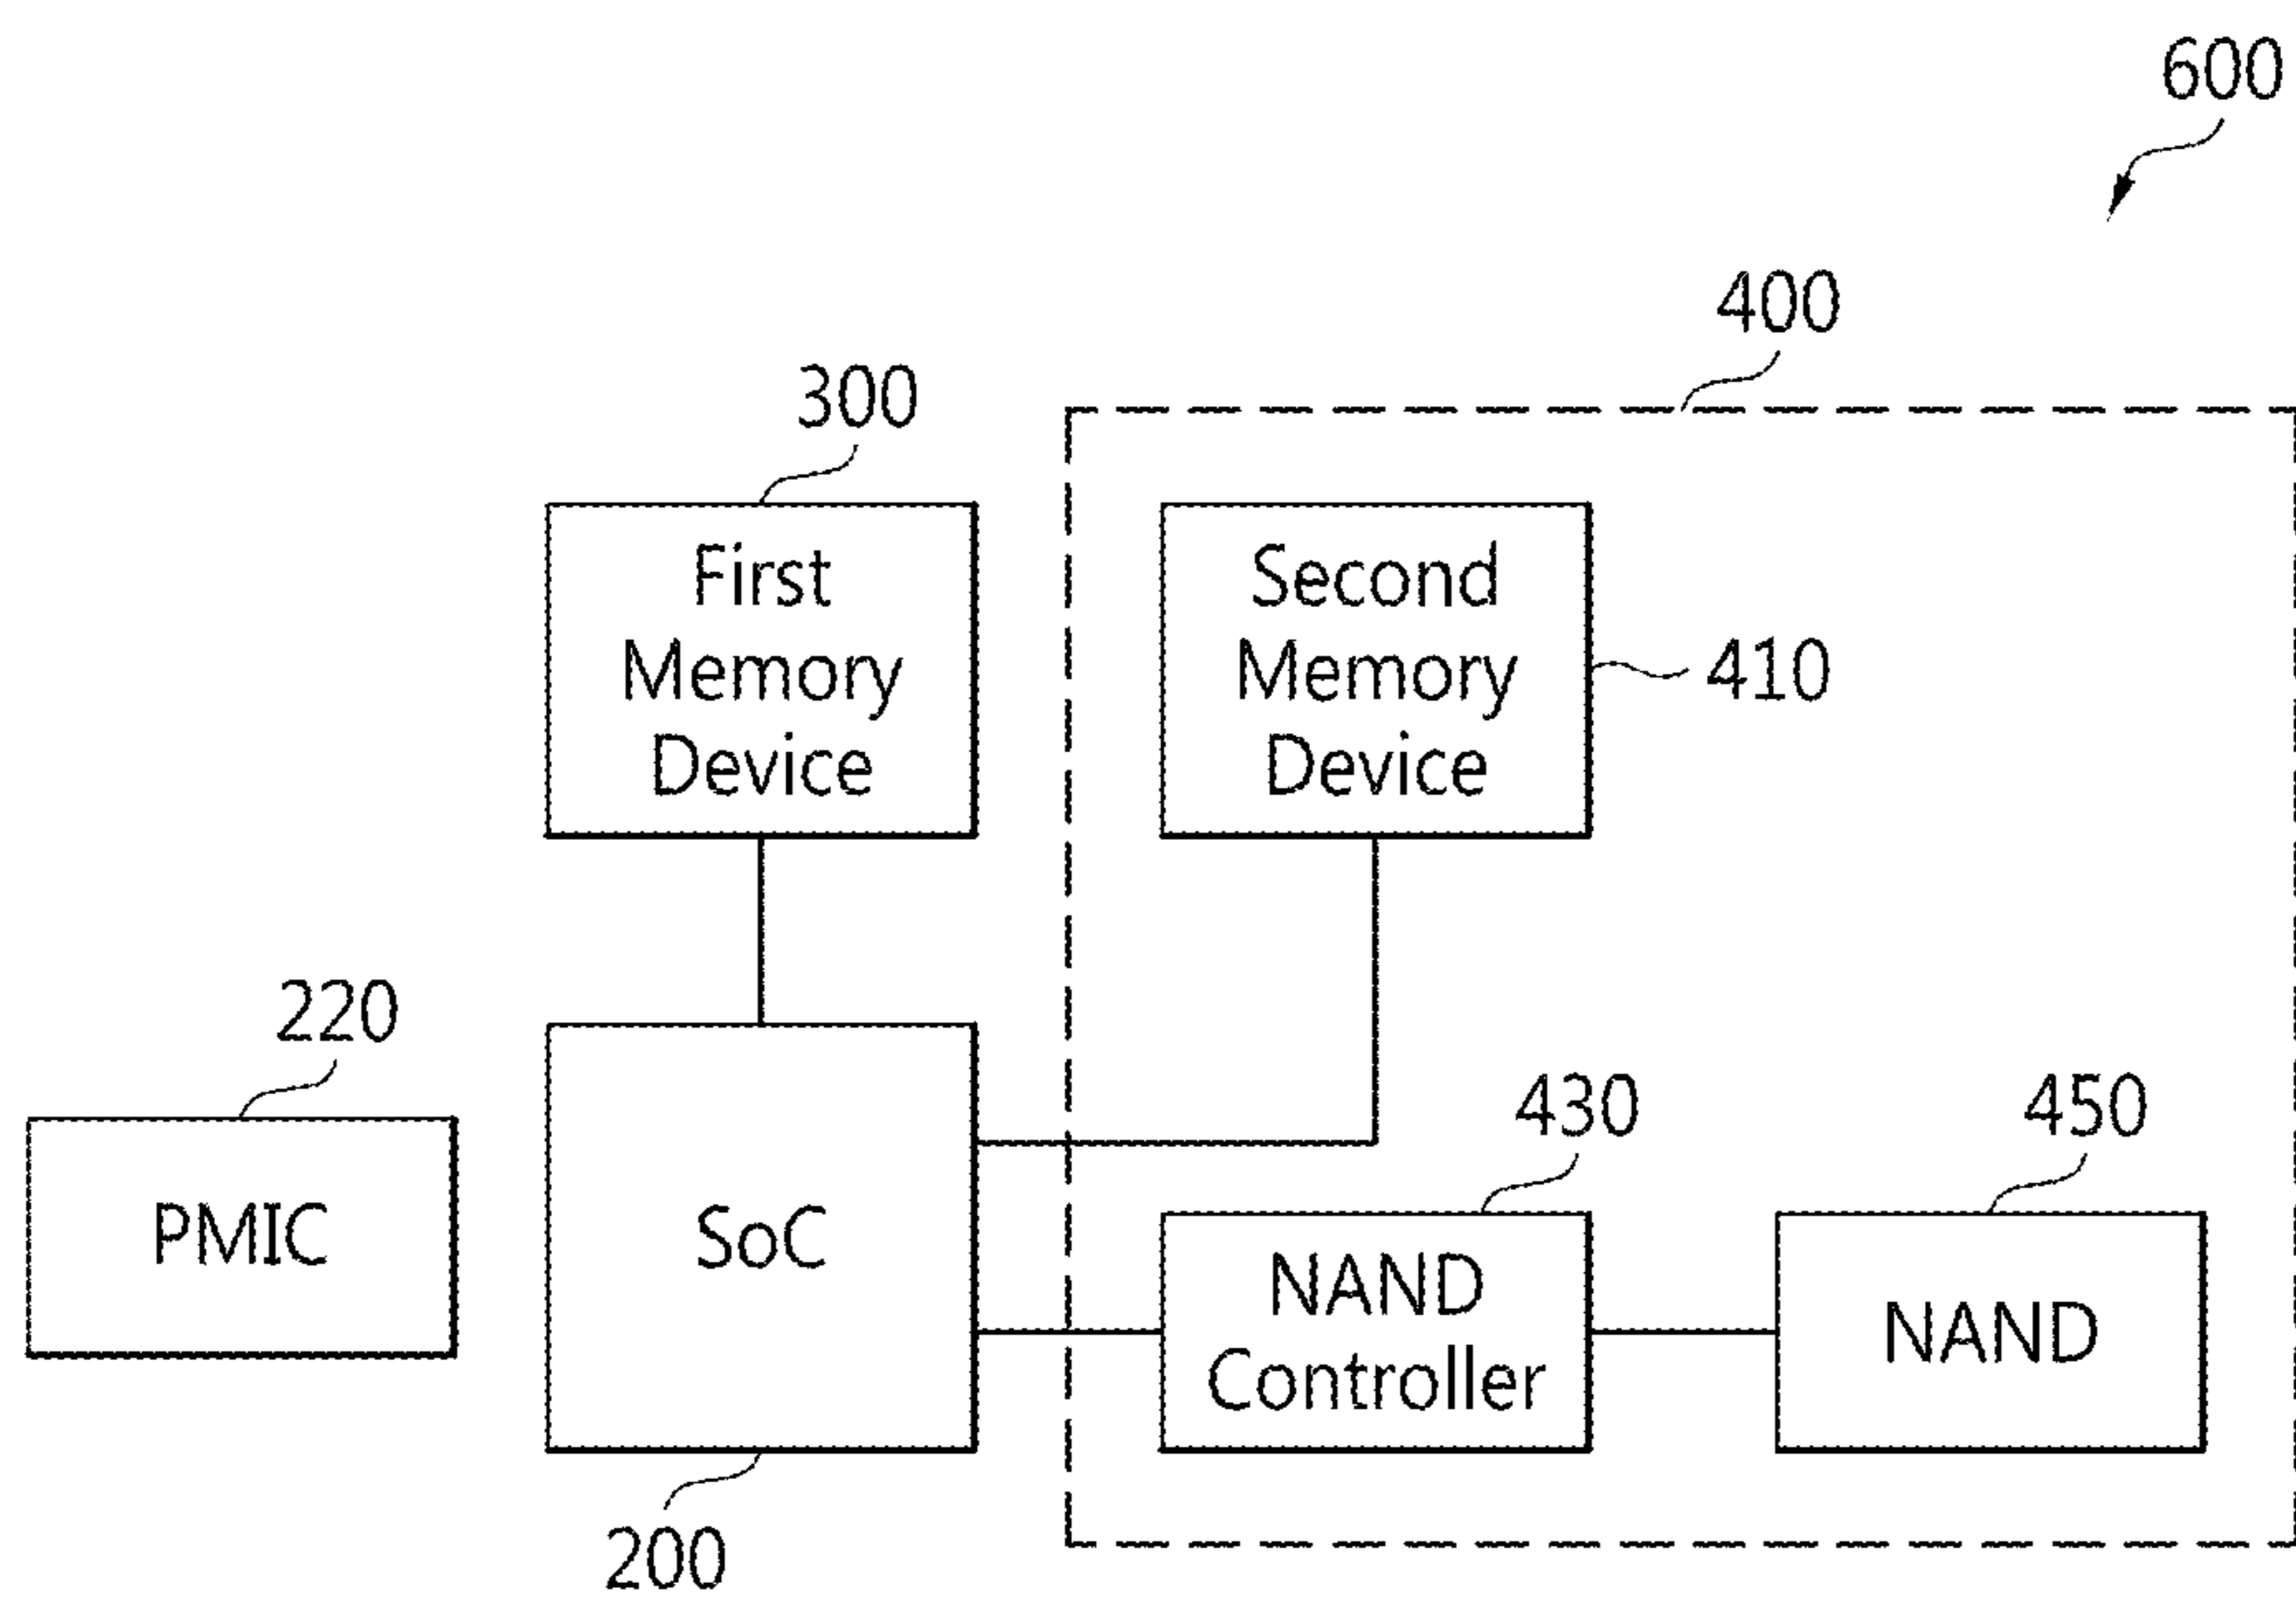 600
400
300
First
Memory
Device
Second
Memory
Device
410
220
PMIC
SoC
430
450
NAND
Controller
NAND
200